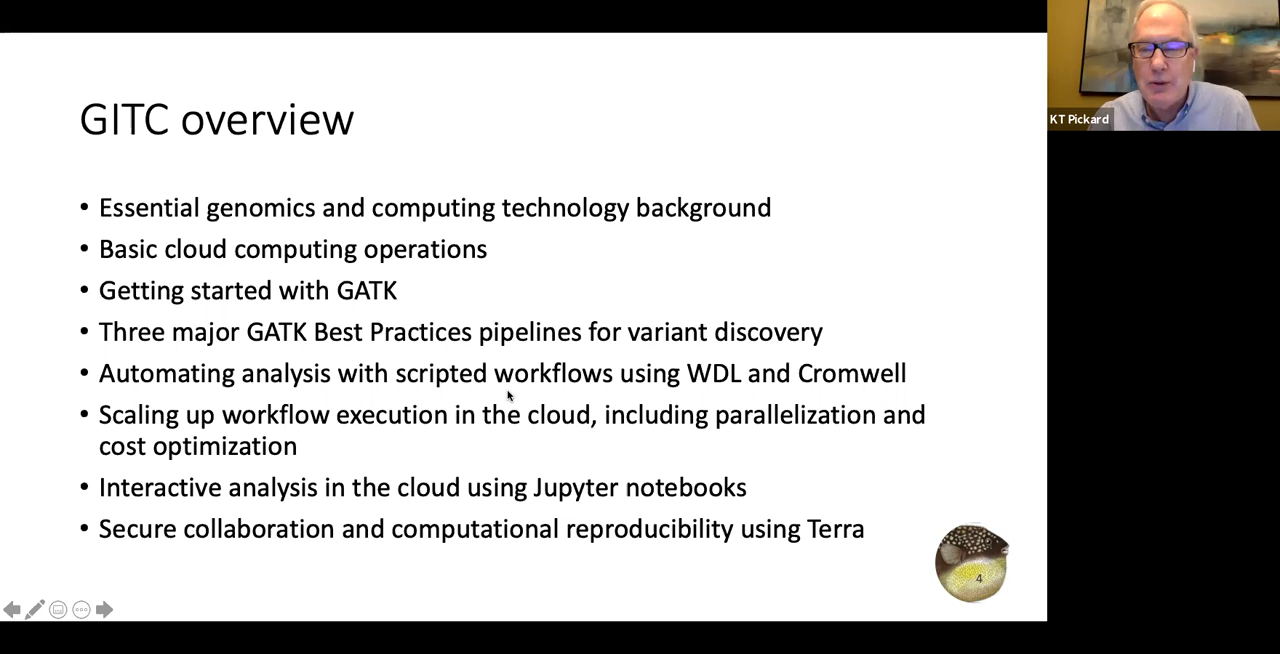 GITC overview
• Essential genomics and computing technology background
• Basic cloud computing operations
• Getting started with GATK
• Three major GATK Best Practices pipelines for variant discovery
• Automating analysis with scripted workflows using WDL and Cromwell
• Scaling up workflow execution in the cloud, including parallelization and
cost optimization
• Interactive analysis in the cloud using Jupyter notebooks
• Secure collaboration and computational reproducibility using Terra
4
KT Pickard